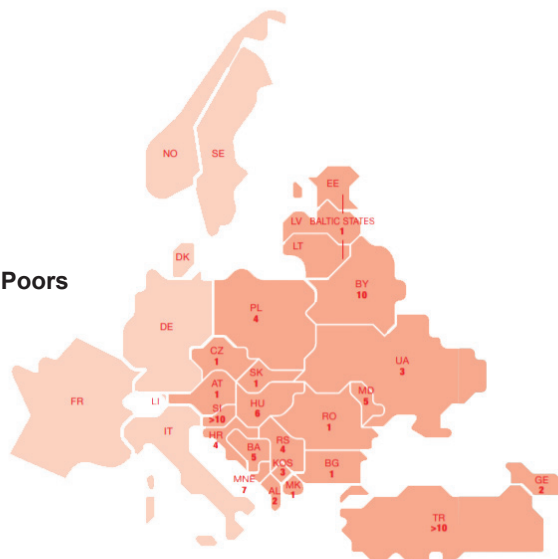 NO
SE
EE
LV
BALTIC STATES
1
LT
DK
Poors
BY
10
PL
4
DE
CZ
1
UA
3
SK
1
AT
1
MD
5
FR
LI
HU
6
SI
>10
RO
1
IT
HR
4
RS
4
BA
5
KOS
3
BG
1
MNE
7
AL
2
MK
1
GE
2
TR
>10